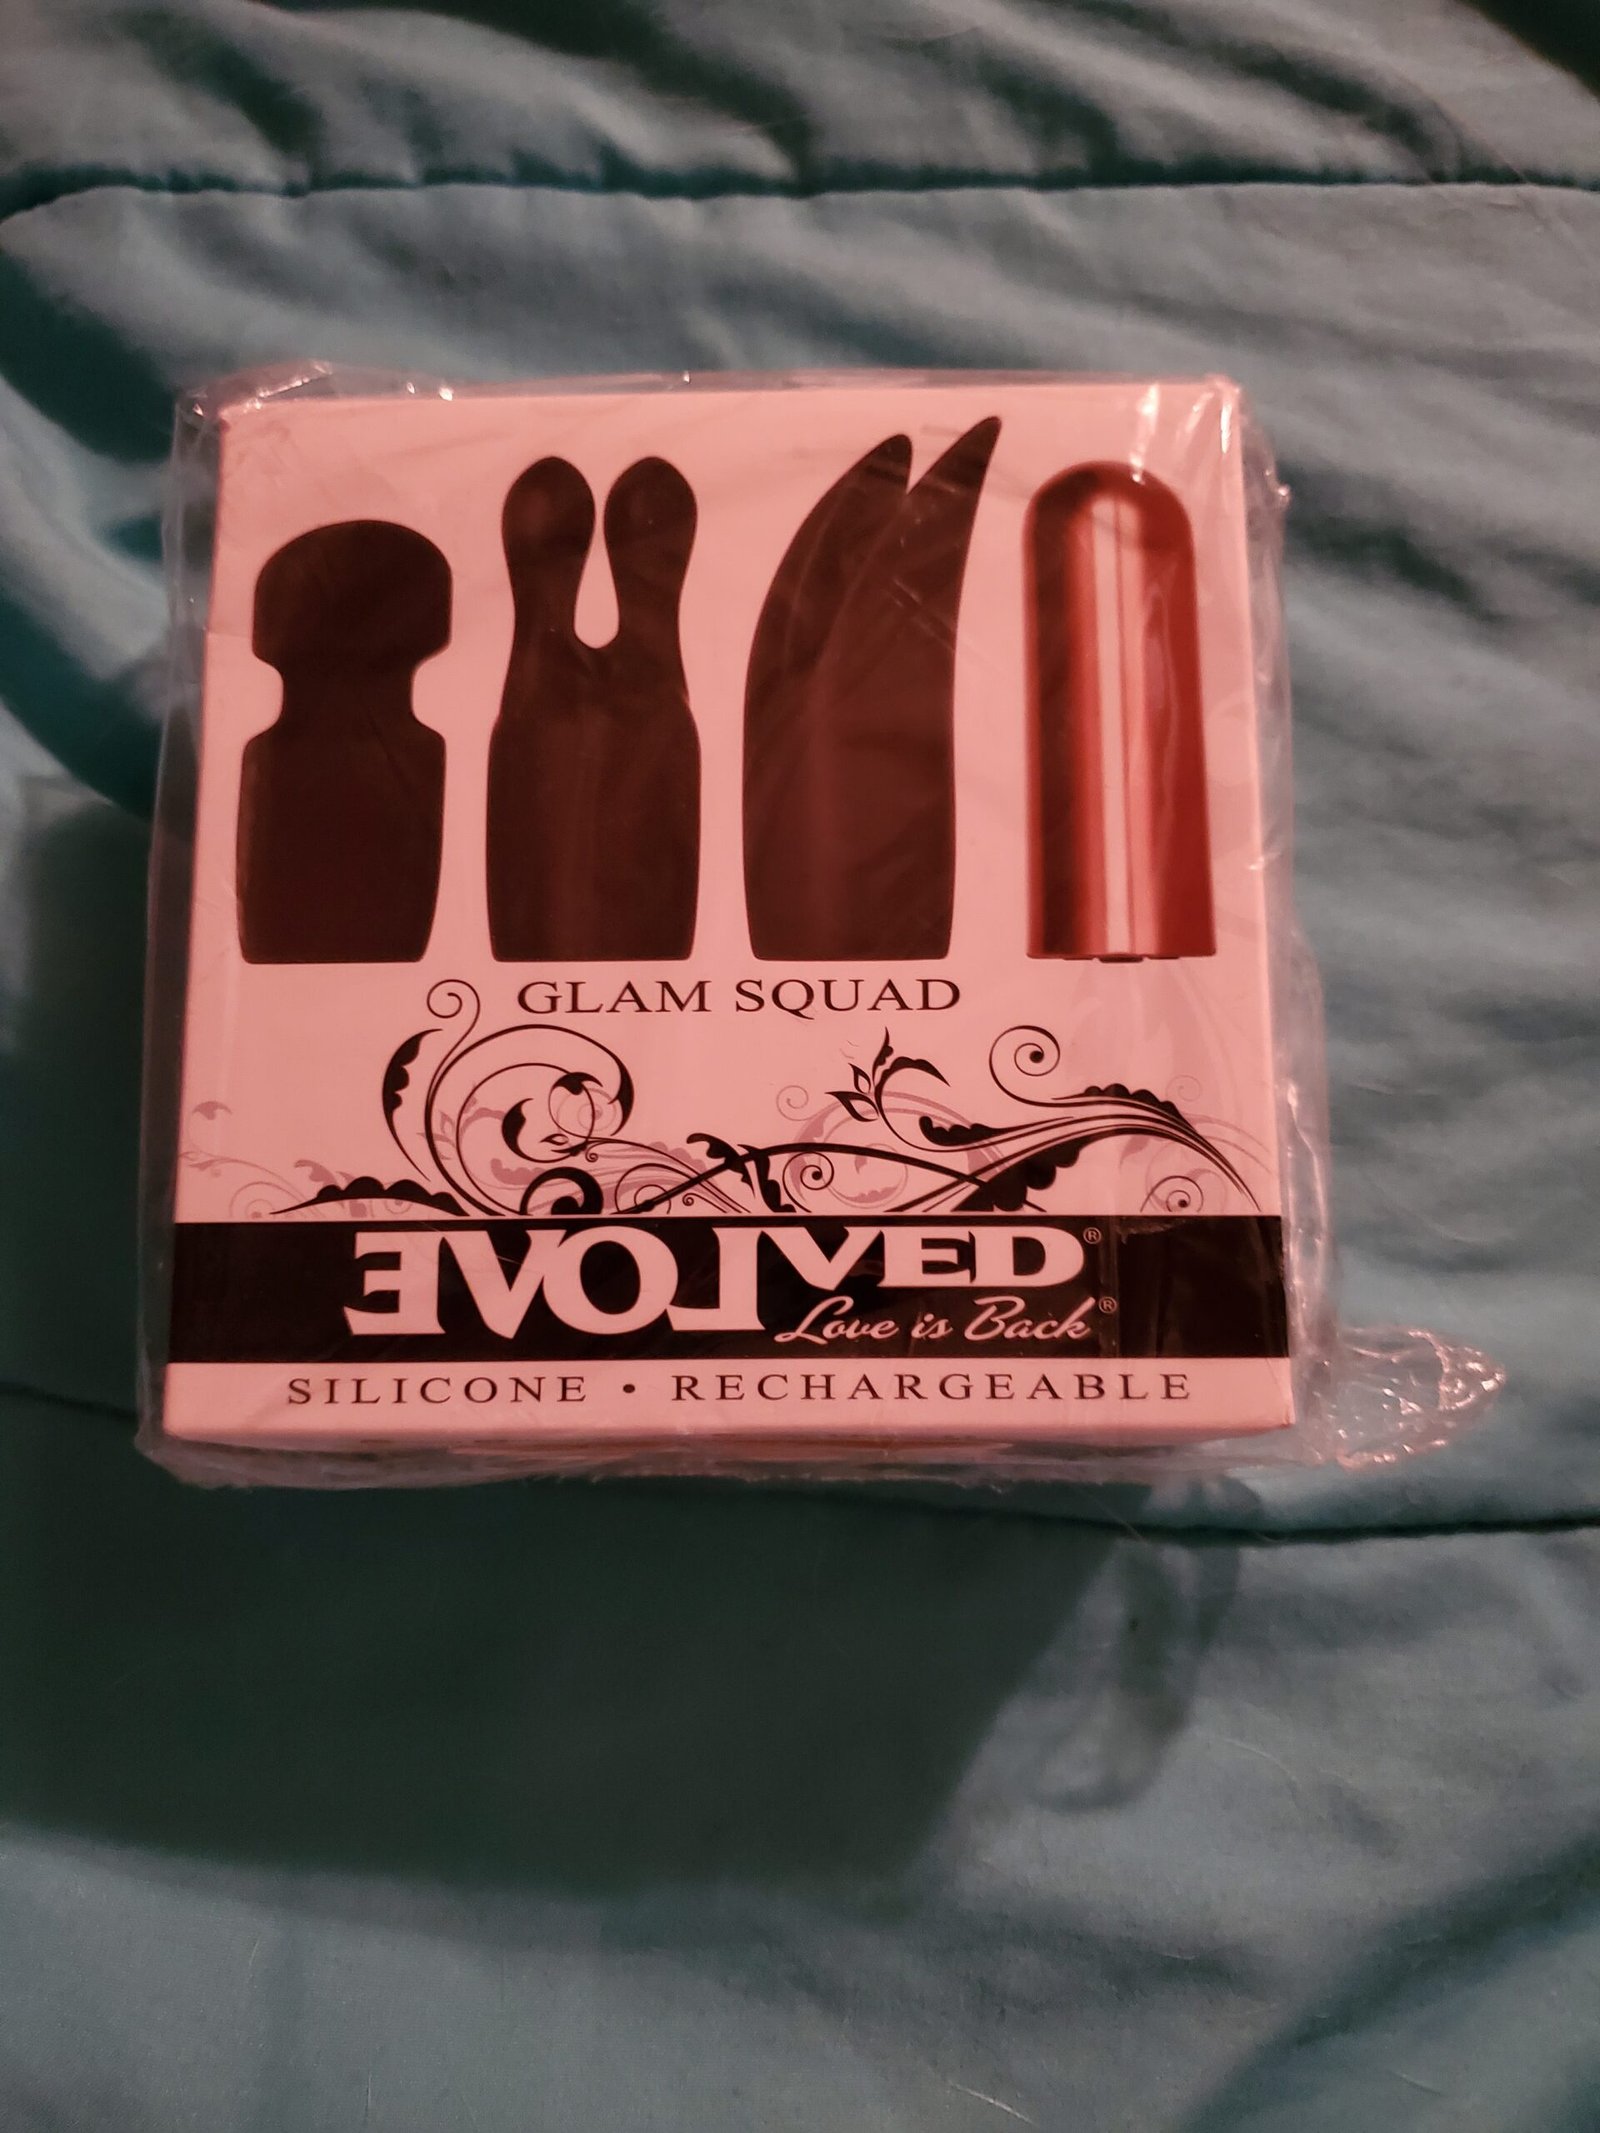 GLAM SQUAD
EVOLVED®
Love is Back®
SILICONE • RECHARGEABLE